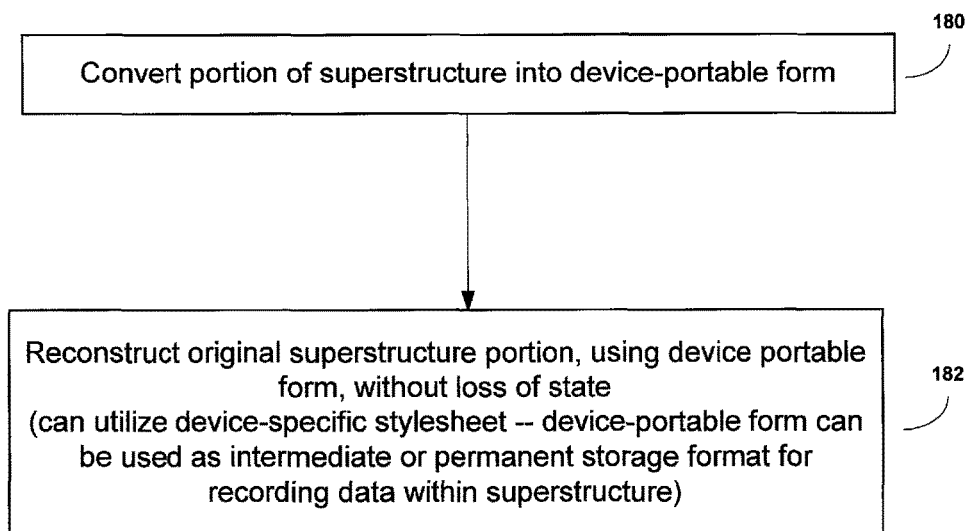 180
Convert portion of superstructure into device-portable form
Reconstruct original superstructure portion, using device portable
form, without loss of state
(can utilize device-specific stylesheet -- device-portable form can
be used as intermediate or permanent storage format for
recording data within superstructure)
182